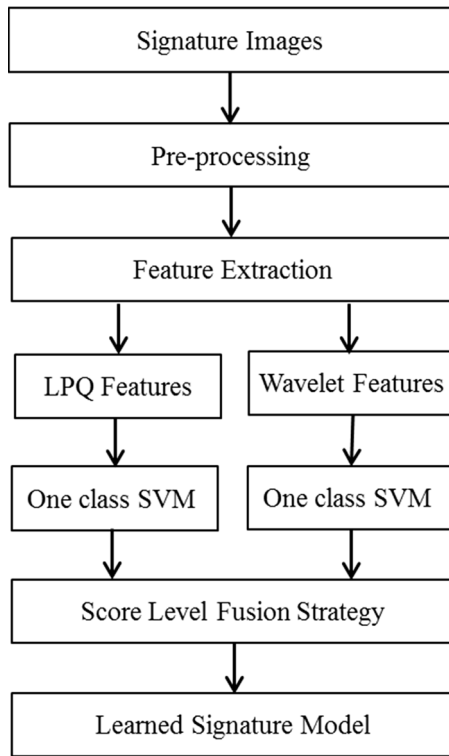 Signature Images
Pre-processing
Feature Extraction
LPQ Features
Wavelet Features
One class SVM
One class SVM
Score Level Fusion Strategy
Learned Signature Model